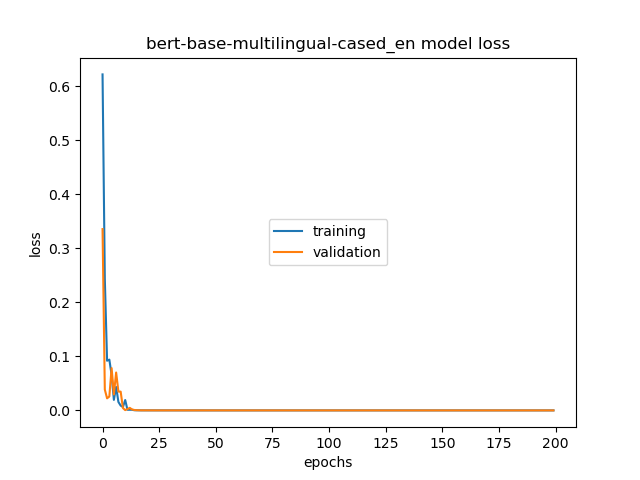 bert-base-multilingual-cased_en model loss
0.6
0.5
0.4
0.3
0.2
0.1
0.0
loss
training
validation
0 25 50 75 100 125 150 175 200
epochs